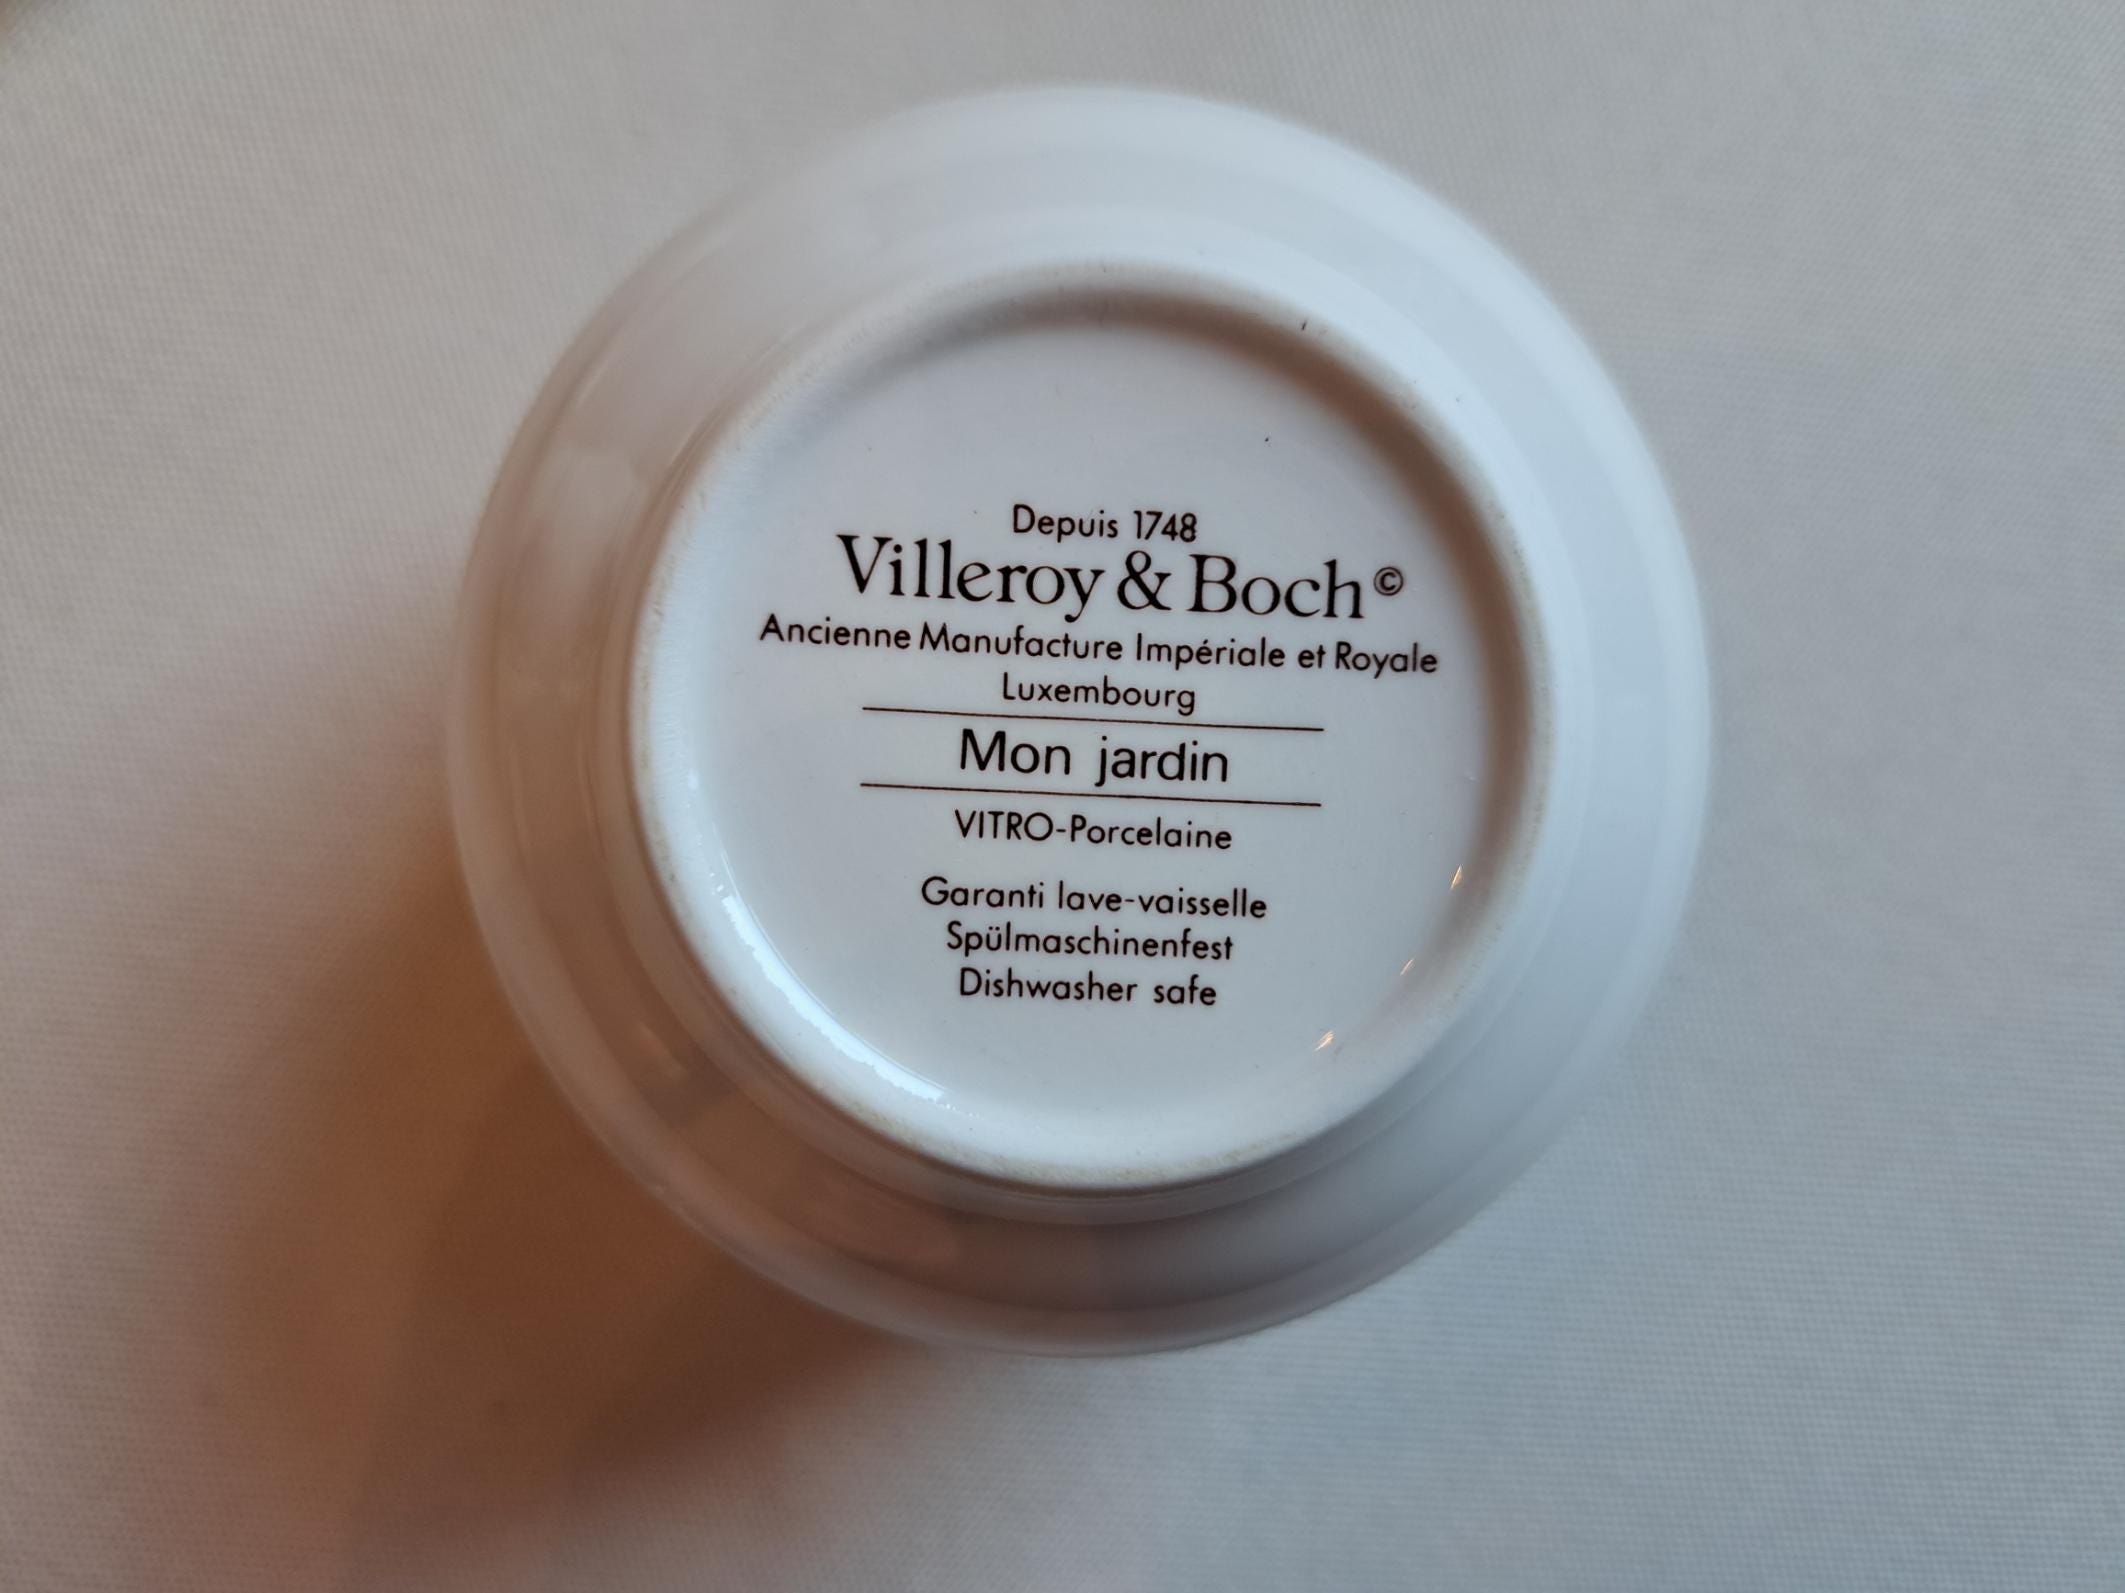 Depuis 1748
Villeroy & Boch©
Ancienne Manufacture Impériale et Royale
Luxembourg
Mon jardin
VITRO-Porcelaine
Garanti lave-vaisselle
Spülmaschinenfest
Dishwasher safe